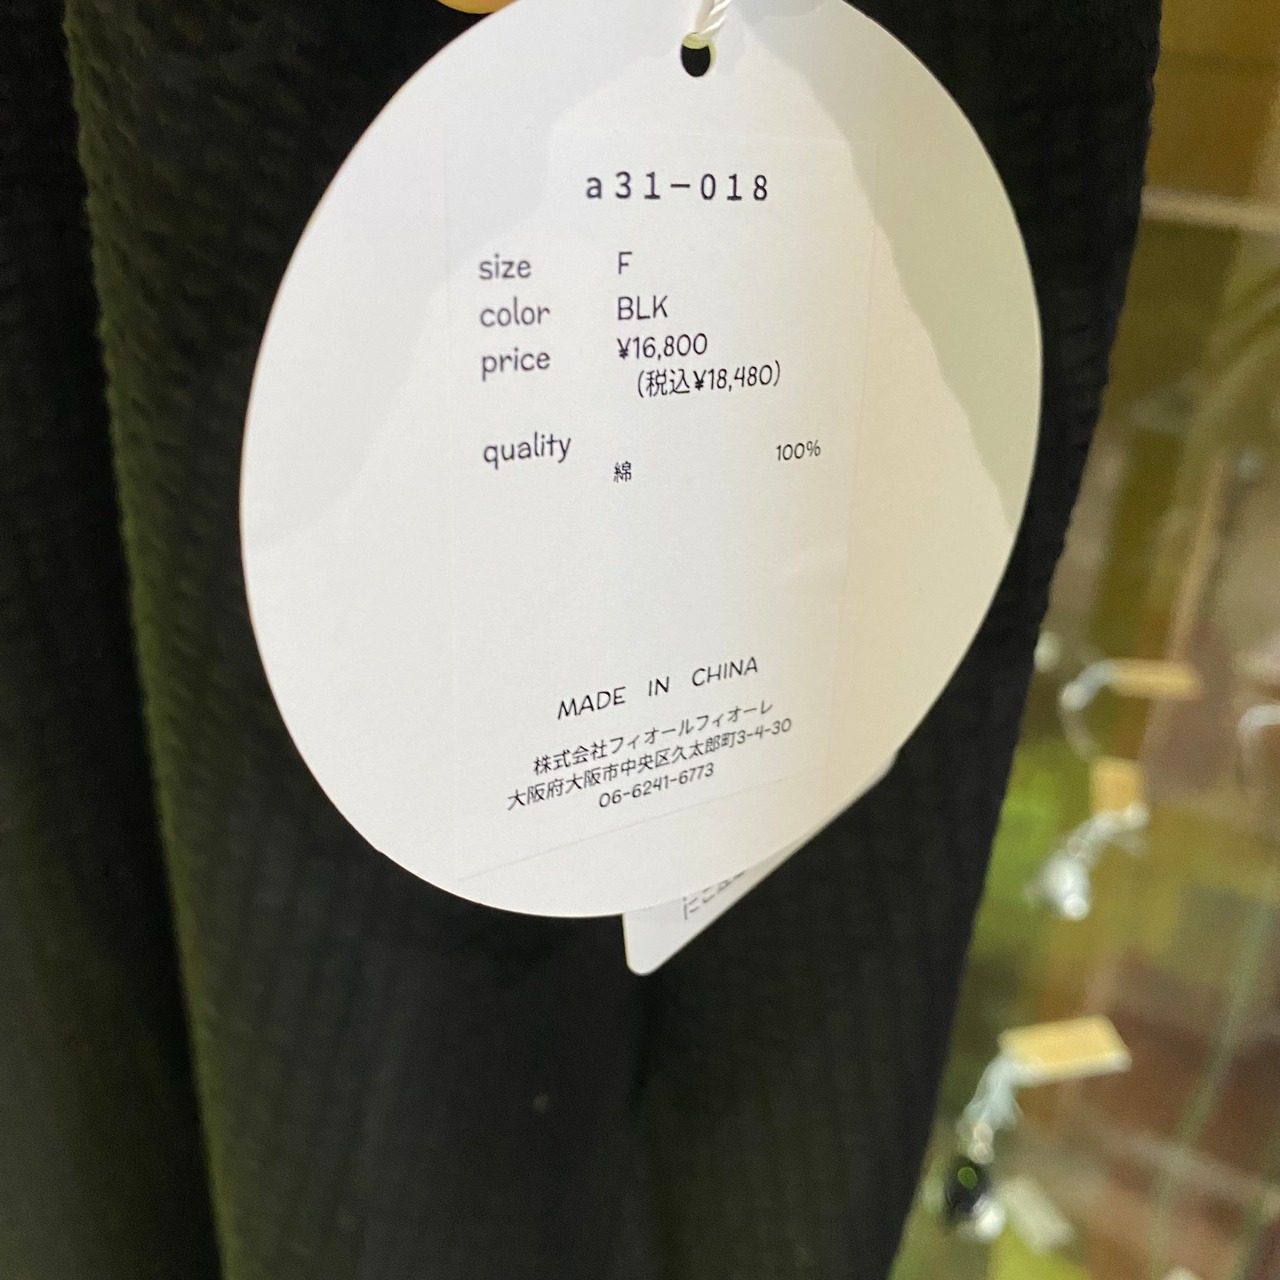 a31-018
size F
color BLK
price ¥16,800
(税込¥18,480)
quality
綿 100%
MADE IN CHINA
株式会社フィオールフィオーレ
大阪府大阪市中央区久太郎町3-4-30
06-6241-6773